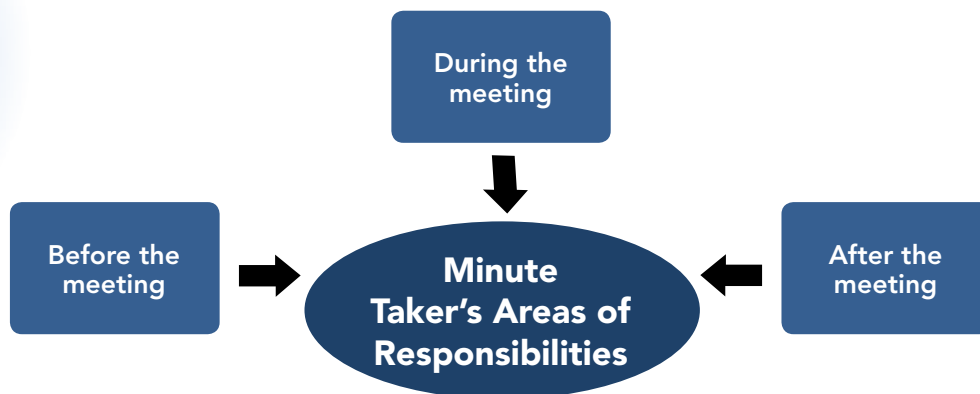 During the
meeting
Before the
meeting
Minute
Taker’s Areas of
Responsibilities
After the
meeting